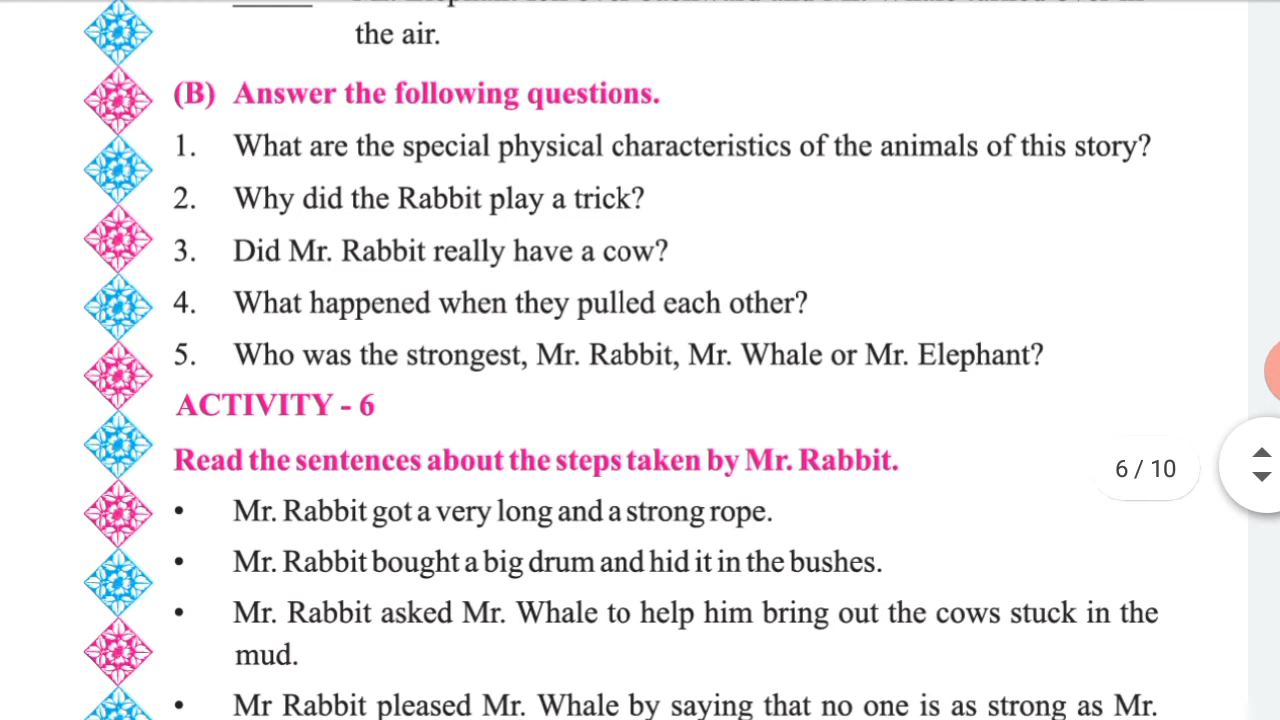 the air.
(B) Answer the following questions.
1. What are the special physical characteristics of the animals of this story?
2. Why did the Rabbit play a trick?
3. Did Mr. Rabbit really have a cow?
4. What happened when they pulled each other?
5. Who was the strongest, Mr. Rabbit, Mr. Whale or Mr. Elephant?
ACTIVITY - 6
Read the sentences about the steps taken by Mr. Rabbit.
6 / 10
• Mr. Rabbit got a very long and a strong rope.
• Mr. Rabbit bought a big drum and hid it in the bushes.
• Mr. Rabbit asked Mr. Whale to help him bring out the cows stuck in the
mud.
• Mr Rabbit pleased Mr. Whale by saying that no one is as strong as Mr.